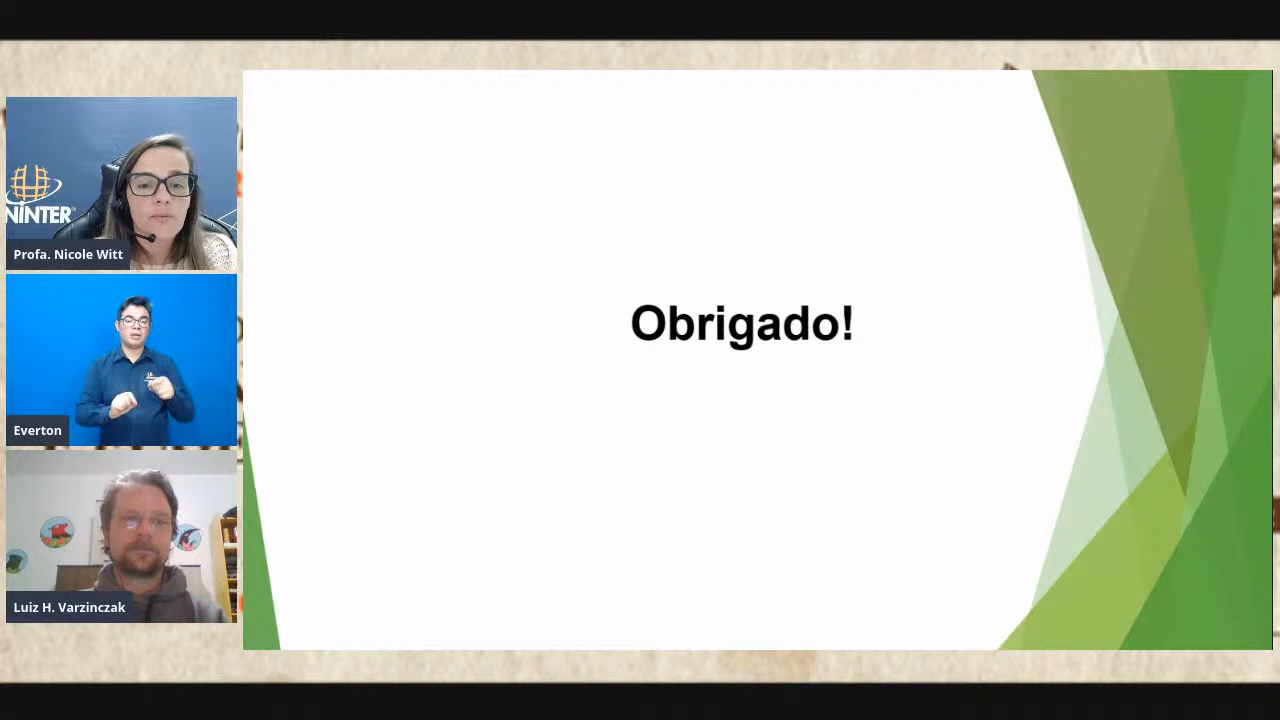 NINTER
Profa. Nicole Witt
Everton
Luiz H. Varzinczak
Obrigado!